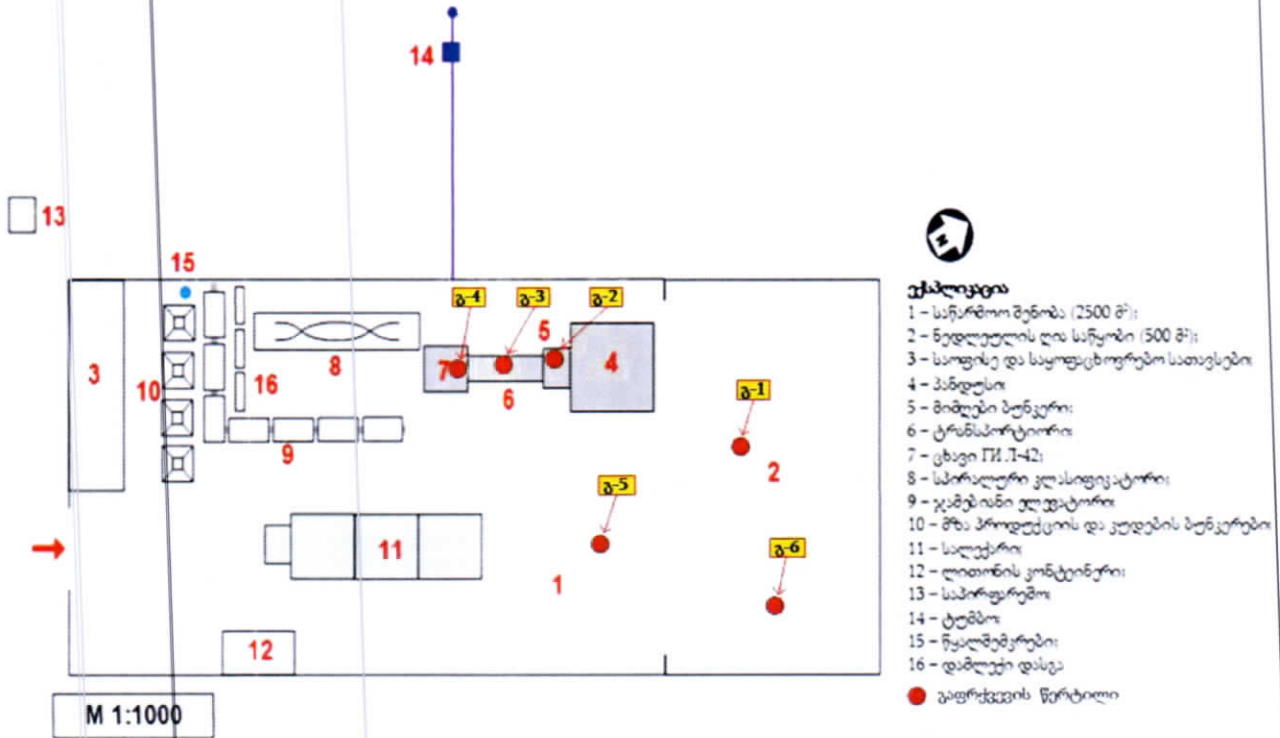 14
13
15
გ-4
გ-3
გ-2
5
3
10
16
8
7
6
4
9
გ-1
2
გ-5
გ-6
11
1
12
M 1:1000
N
ექსპლიკაცია
1 – საწარმოო შენობა (2500 მ²);
2 – ნედლეულის ღია საწყობი (500 მ²);
3 – საოფისე და საყოფაცხოვრებო სათავსები;
4 – პანდუსი;
5 – მიმღები ბუნკერი;
6 – ტრანსპორტიორი;
7 – ცხავი ГИЛ-42;
8 – სპირალური კლასიფიკატორი;
9 – ჯამებიანი ელევატორი;
10 – მზა პროდუქციის და კუდების ბუნკერები;
11 – სალექარი;
12 – ლითონის კონტეინერი;
13 – საპირფარეშო;
14 – ტუმბო;
15 – წყალშემკრები;
16 – დამლექი დასგა
გაფრქვევის წერტილი